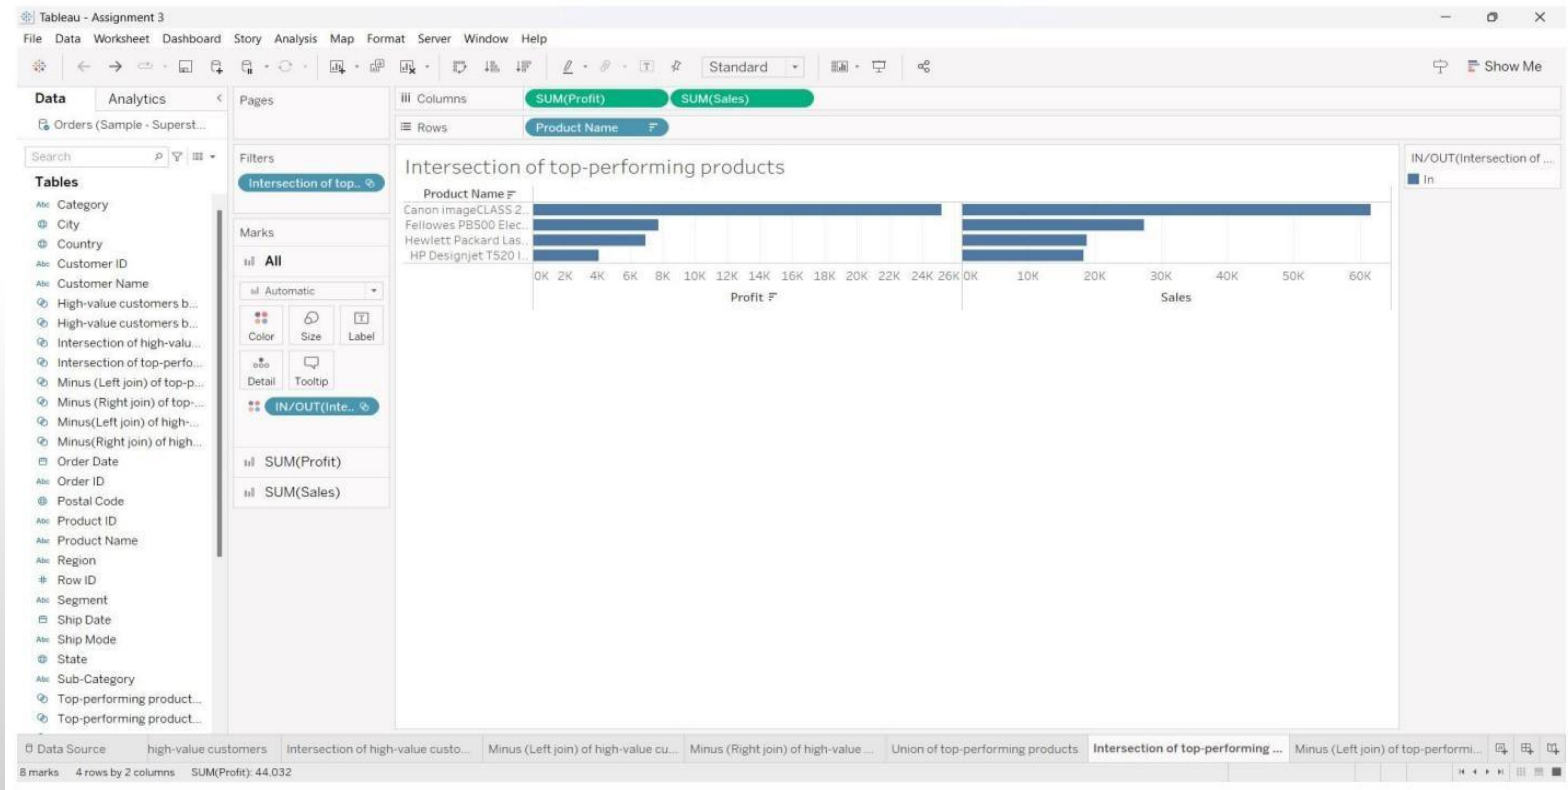 Tableau - Assignment 3
File Data Worksheet Dashboard Story Analysis Map Format Server Window Help
Standard
Show Me
Data Analytics
Orders (Sample - Superst...
Search
Tables
Abc Category
City
Country
Abc Customer ID
Abc Customer Name
High-value customers b...
High-value customers b...
Intersection of high-valu...
Intersection of top-perfo...
Minus (Left join) of top-p...
Minus (Right join) of top-...
Minus(Left join) of high-...
Minus(Right join) of high...
Order Date
Abc Order ID
Postal Code
Abc Product ID
Abc Product Name
Abc Region
# Row ID
Abc Segment
Ship Date
Abc Ship Mode
State
Abc Sub-Category
Top-performing product...
Top-performing product...
Pages
Filters
Intersection of top..
Marks
All
Automatic
Color Size Label
Detail Tooltip
IN/OUT(Inte..
SUM(Profit)
SUM(Sales)
Columns SUM(Profit) SUM(Sales)
Rows Product Name
Intersection of top-performing products
Product Name
Canon imageCLASS 2..
Fellowes PB500 Elec..
Hewlett Packard Las..
HP Designjet T520 I..
0K 2K 4K 6K 8K 10K 12K 14K 16K 18K 20K 22K 24K 26K 0K 10K 20K 30K 40K 50K 60K
Profit Sales
IN/OUT(Intersection of ...
In
Data Source high-value customers Intersection of high-value custo... Minus (Left join) of high-value cu... Minus (Right join) of high-value ... Union of top-performing products Intersection of top-performing ... Minus (Left join) of top-performi...
8 marks 4 rows by 2 columns SUM(Profit): 44,032